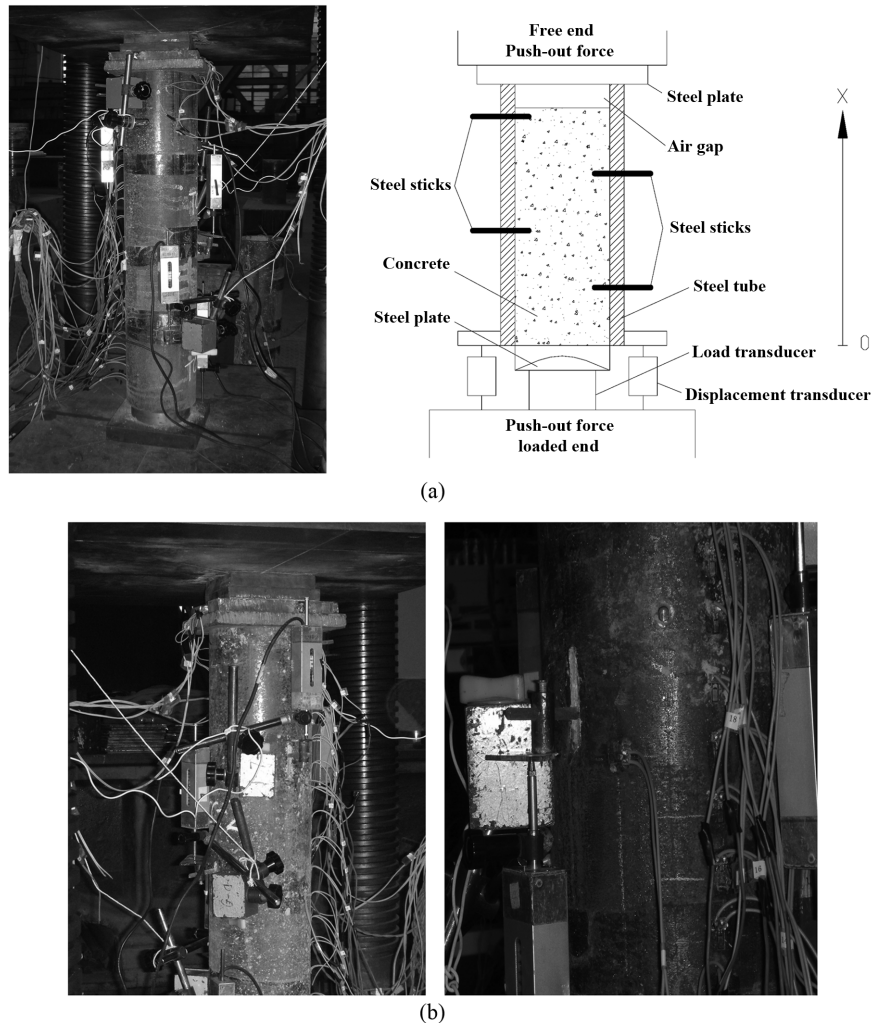 Free end
Push-out force
Steel plate
X
Air gap
Steel sticks
Steel sticks
Concrete
Steel tube
Steel plate
O
Load transducer
Displacement transducer
Push-out force
loaded end
(a)
18
(b)